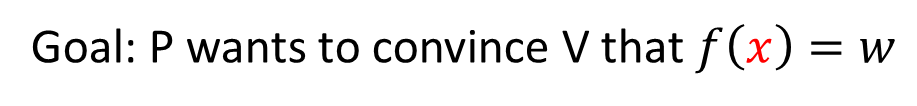 Goal: P wants to convince V that f(x) = w